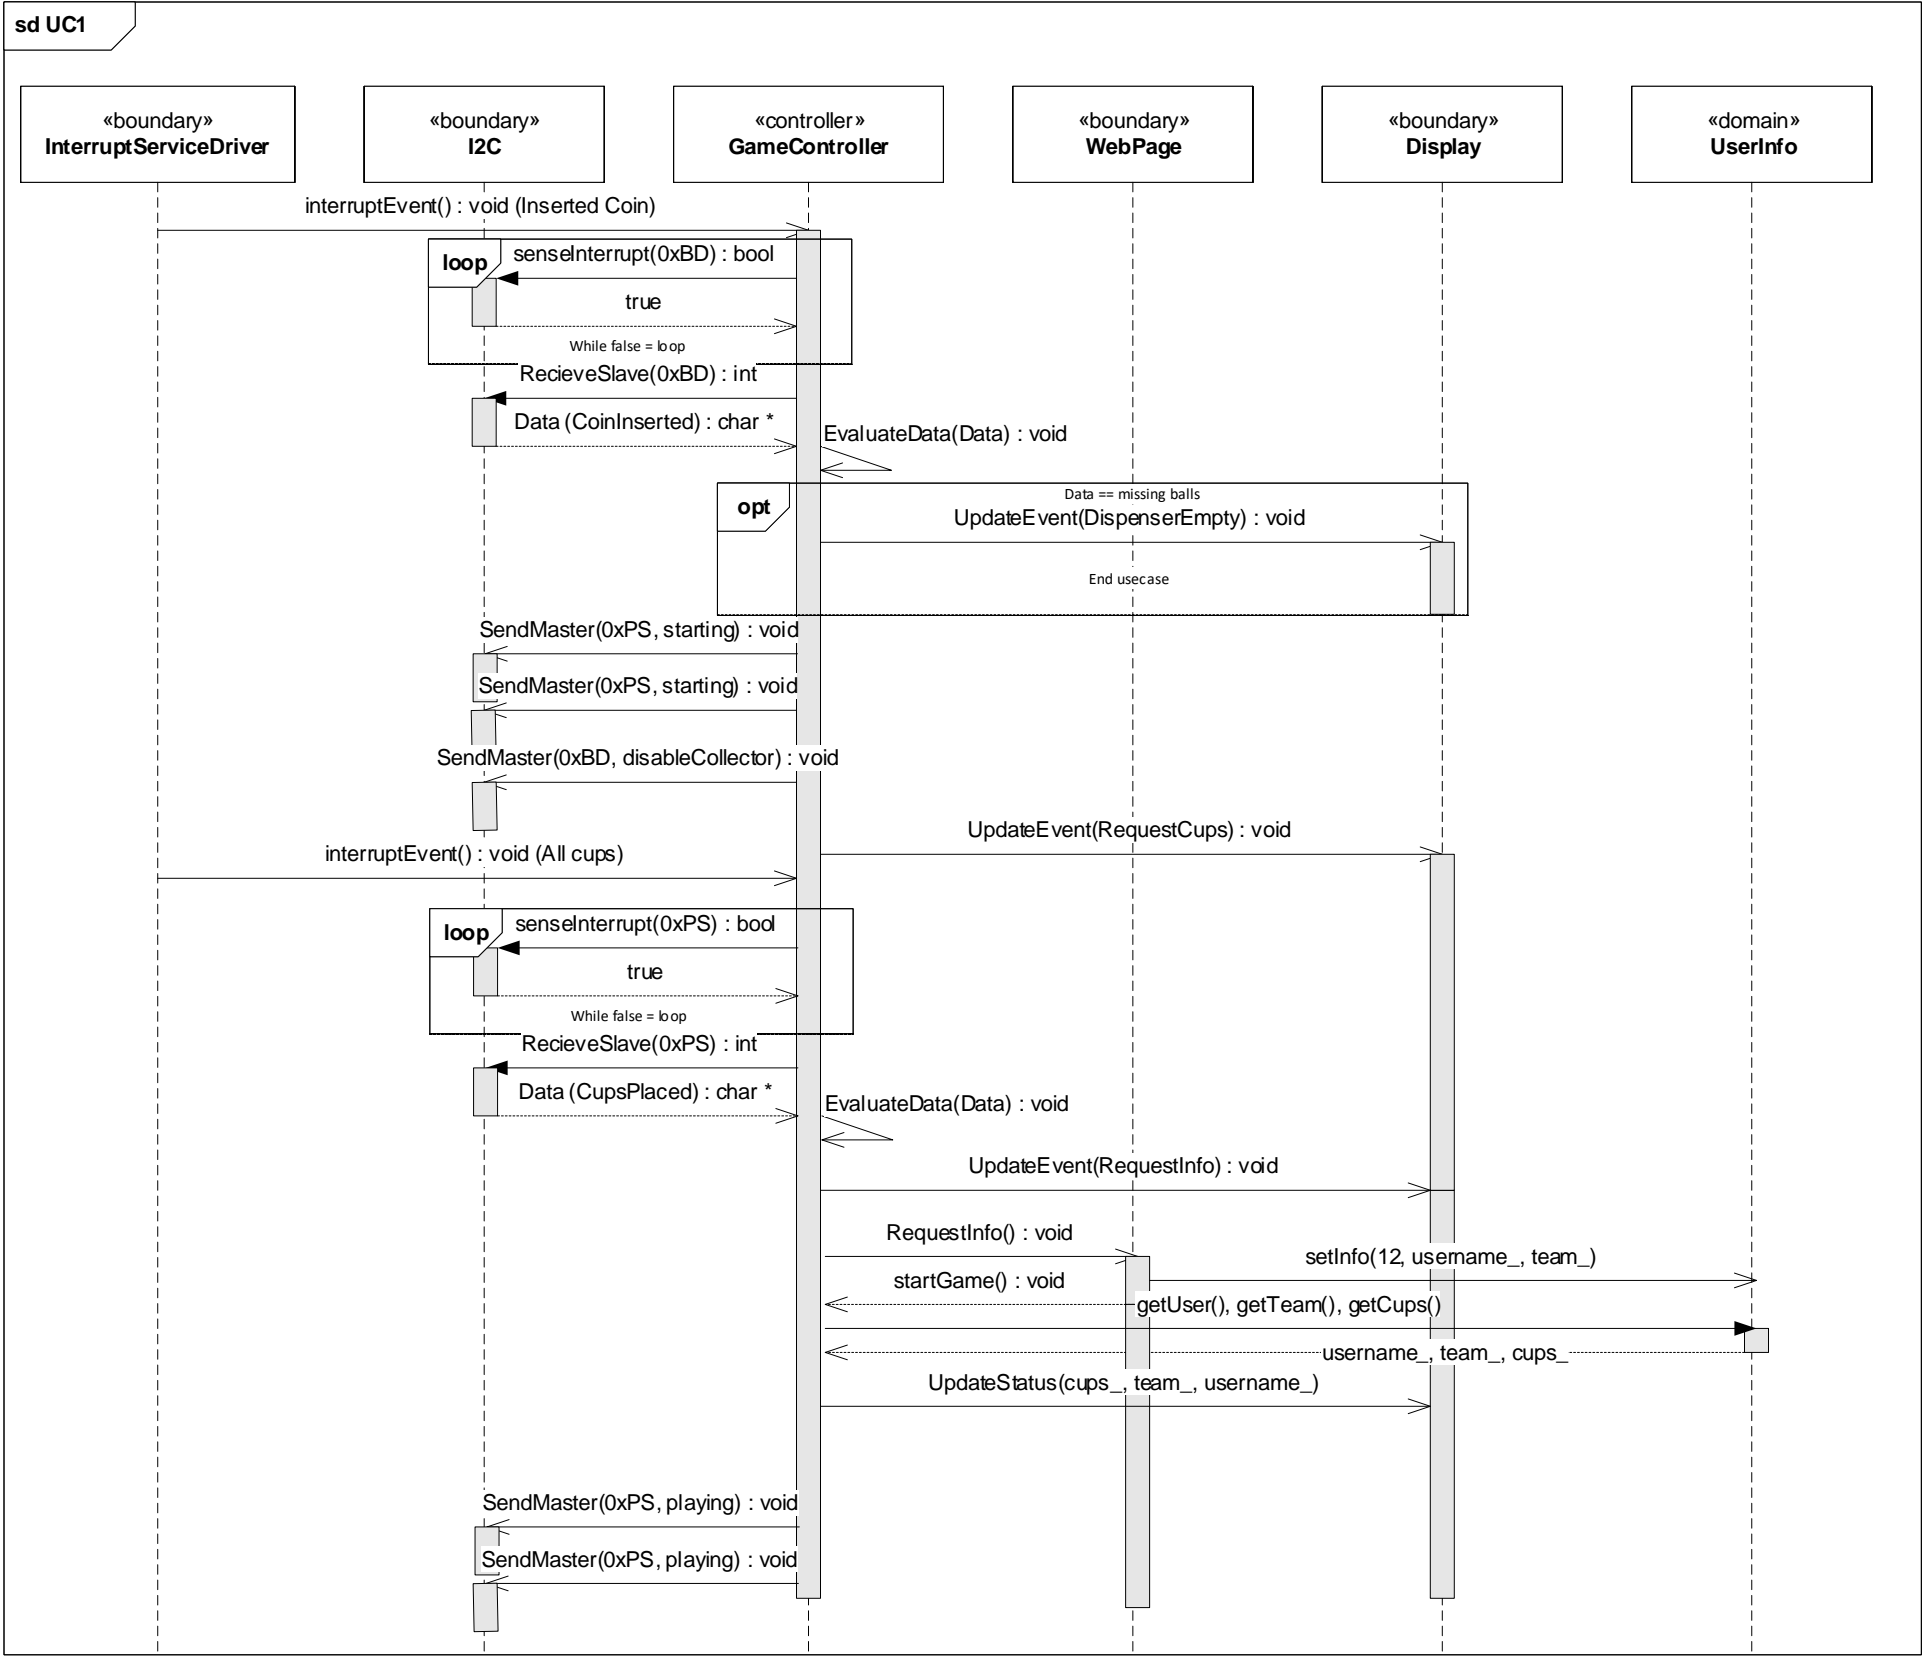 sd UC1
«boundary»
InterruptServiceDriver
«boundary»
I2C
«controller»
GameController
«boundary»
WebPage
«boundary»
Display
«domain»
UserInfo
interruptEvent() : void (Inserted Coin)
loop
senseInterrupt(0xBD) : bool
true
While false = loop
RecieveSlave(0xBD) : int
Data (CoinInserted) : char *
EvaluateData(Data) : void
opt
Data == missing balls
UpdateEvent(DispenserEmpty) : void
End usecase
SendMaster(0xPS, starting) : void
SendMaster(0xPS, starting) : void
SendMaster(0xBD, disableCollector) : void
UpdateEvent(RequestCups) : void
interruptEvent() : void (All cups)
loop
senseInterrupt(0xPS) : bool
true
While false = loop
RecieveSlave(0xPS) : int
Data (CupsPlaced) : char *
EvaluateData(Data) : void
UpdateEvent(RequestInfo) : void
RequestInfo() : void
setInfo(12, username_, team_)
startGame() : void
getUser(), getTeam(), getCups()
username_, team_, cups_
UpdateStatus(cups_, team_, username_)
SendMaster(0xPS, playing) : void
SendMaster(0xPS, playing) : void